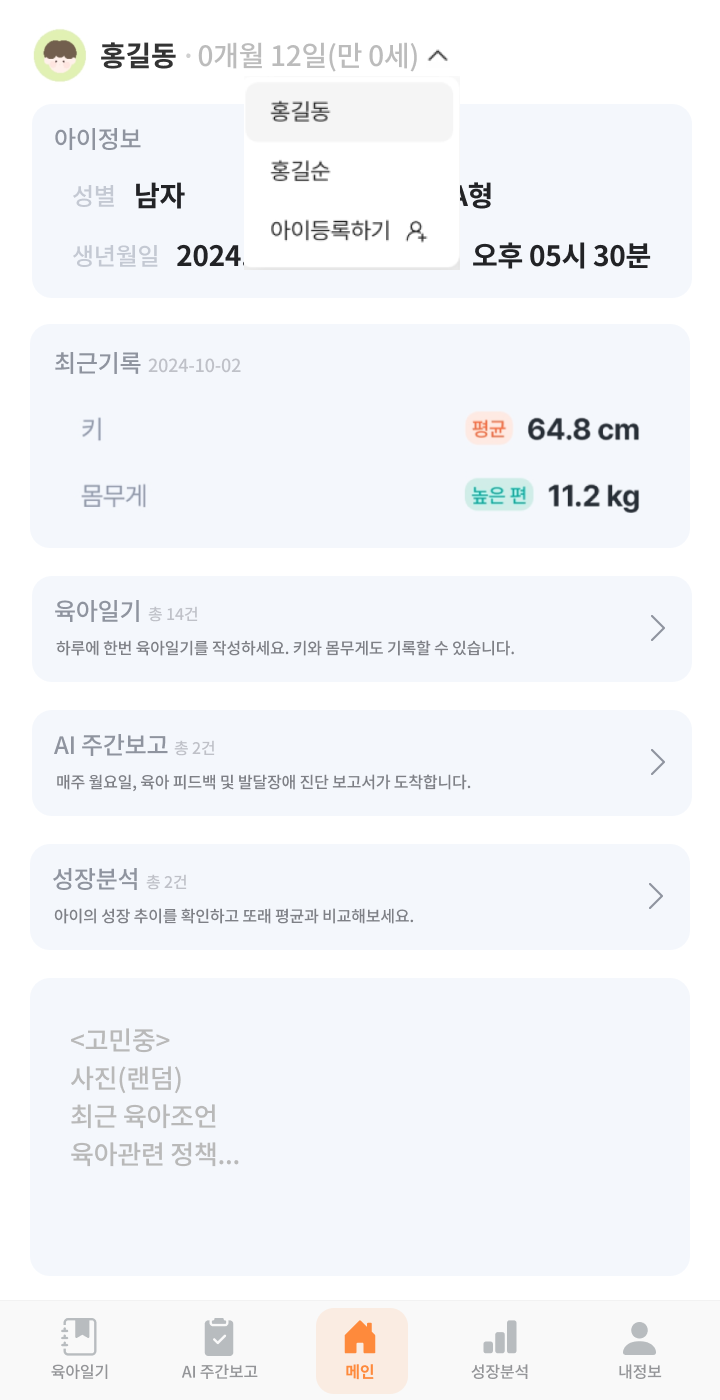 홍길동 · 0개월 12일(만 0세)
홍길동
홍길순
아이등록하기
아이정보
성별 남자 A형
생년월일 2024. 오후 05시 30분
최근기록 2024-10-02
키 평균 64.8 cm
몸무게 높은 편 11.2 kg
육아일기 총 14건
하루에 한번 육아일기를 작성하세요. 키와 몸무게도 기록할 수 있습니다.
AI 주간보고 총 2건
매주 월요일, 육아 피드백 및 발달장애 진단 보고서가 도착합니다.
성장분석 총 2건
아이의 성장 추이를 확인하고 또래 평균과 비교해보세요.
<고민중>
사진(랜덤)
최근 육아조언
육아관련 정책...
육아일기 AI 주간보고 메인 성장분석 내정보